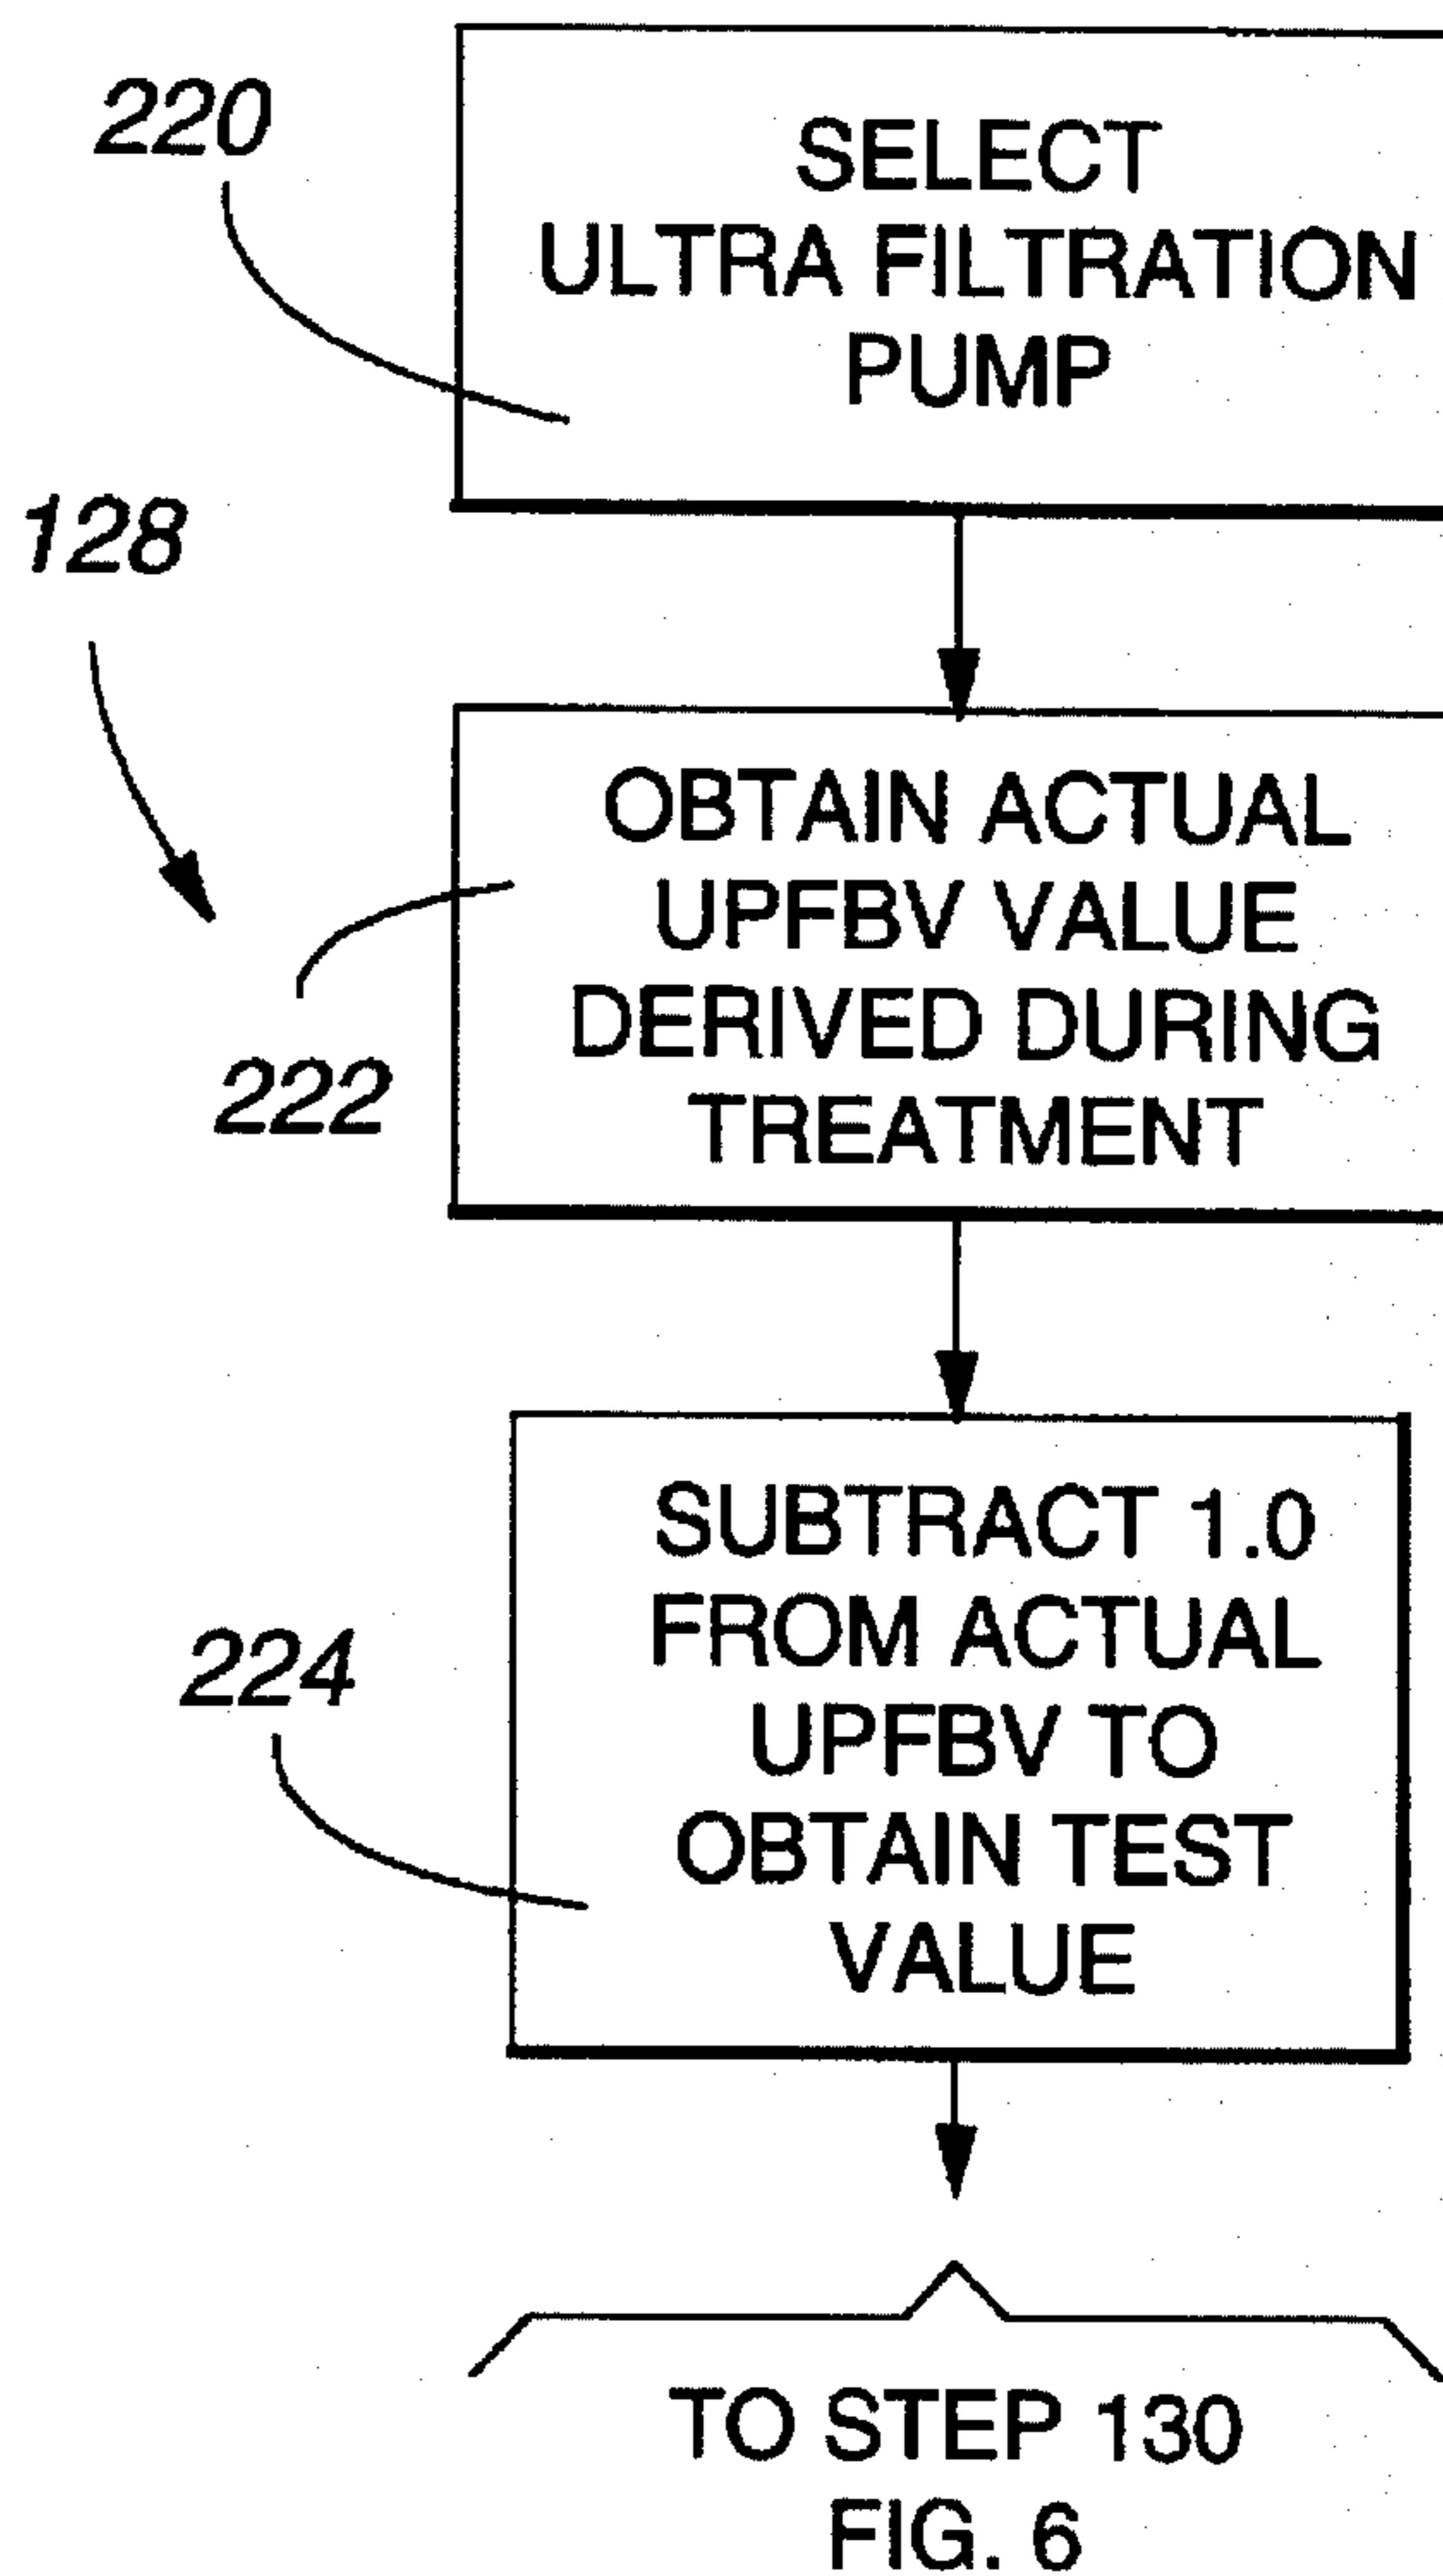 220
SELECT
ULTRA FILTRATION
PUMP
128
OBTAIN ACTUAL
UPFBV VALUE
DERIVED DURING
TREATMENT
222
SUBTRACT 1.0
FROM ACTUAL
UPFBV TO
OBTAIN TEST
VALUE
224
TO STEP 130
FIG. 6